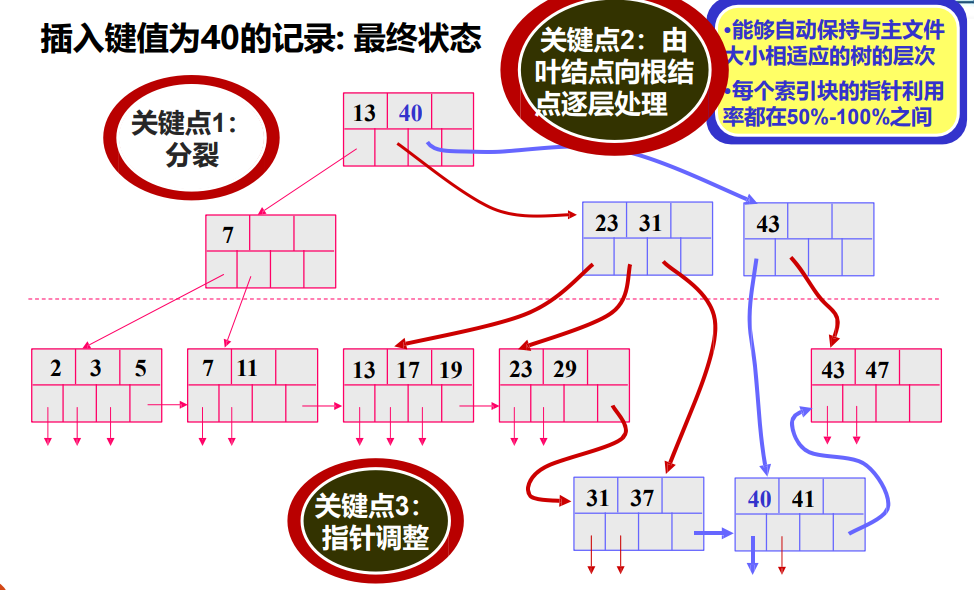 插入键值为40的记录: 最终状态
关键点1：
分裂
关键点2：由
叶结点向根结
点逐层处理
•能够自动保持与主文件
大小相适应的树的层次
•每个索引块的指针利用
率都在50%-100%之间
13 40
7
23 31
43
2 3 5
7 11
13 17 19
23 29
43 47
关键点3：
指针调整
31 37
40 41